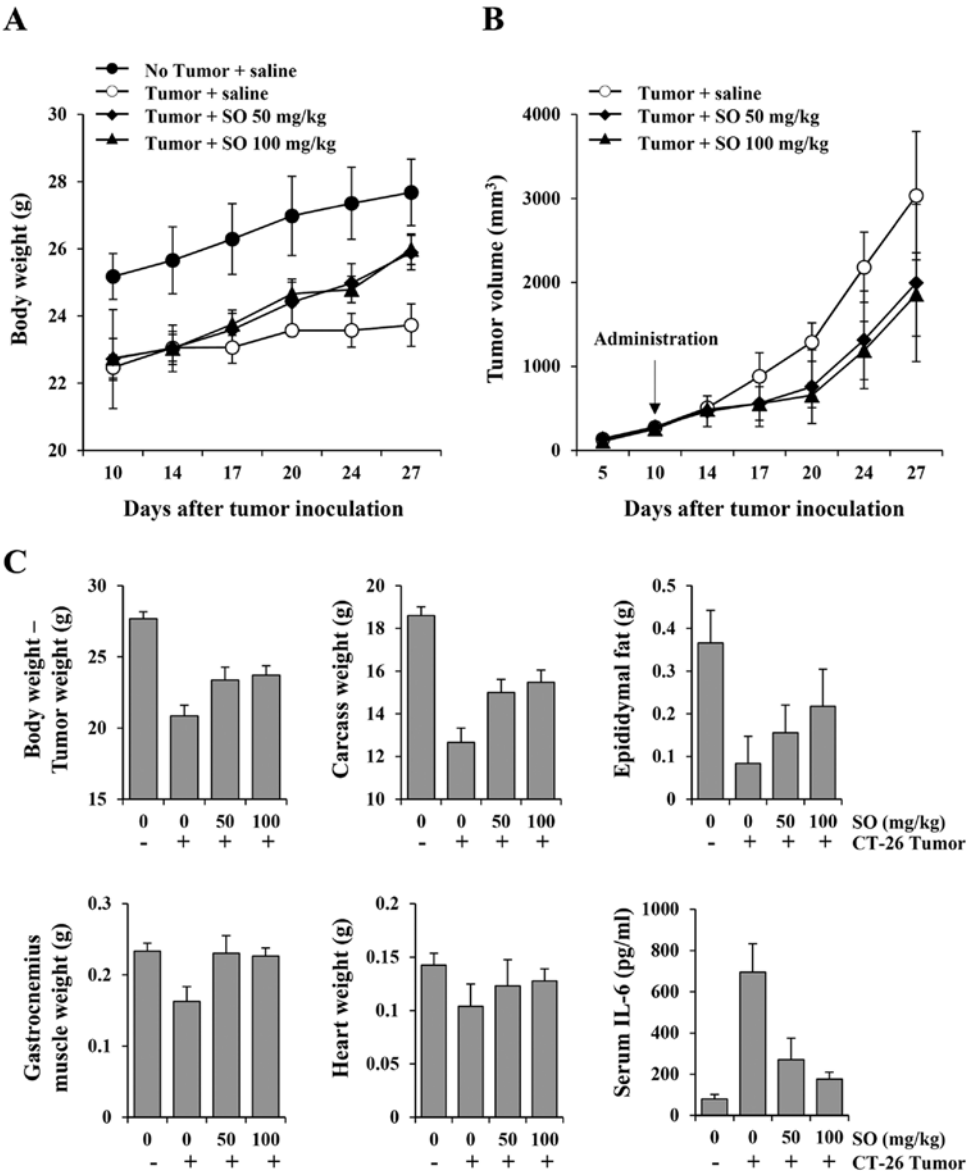 A
No Tumor + saline
Tumor + saline
Tumor + SO 50 mg/kg
Tumor + SO 100 mg/kg
Body weight (g)
30
28
26
24
22
20
10 14 17 20 24 27
Days after tumor inoculation
B
Tumor + saline
Tumor + SO 50 mg/kg
Tumor + SO 100 mg/kg
Tumor volume (mm³)
4000
3000
2000
1000
0
Administration
5 10 14 17 20 24 27
Days after tumor inoculation
C
Body weight –
Tumor weight (g)
30
25
20
15
0 0 50 100
- + + +
Carcass weight (g)
20
18
16
14
12
10
0 0 50 100
- + + +
Epididymal fat (g)
0.5
0.4
0.3
0.2
0.1
0
0 0 50 100 SO (mg/kg)
- + + + CT-26 Tumor
Gastrocnemius
muscle weight (g)
0.3
0.2
0.1
0
0 0 50 100
- + + +
Heart weight (g)
0.2
0.15
0.1
0.05
0
0 0 50 100
- + + +
Serum IL-6 (pg/ml)
1000
800
600
400
200
0
0 0 50 100 SO (mg/kg)
- + + + CT-26 Tumor